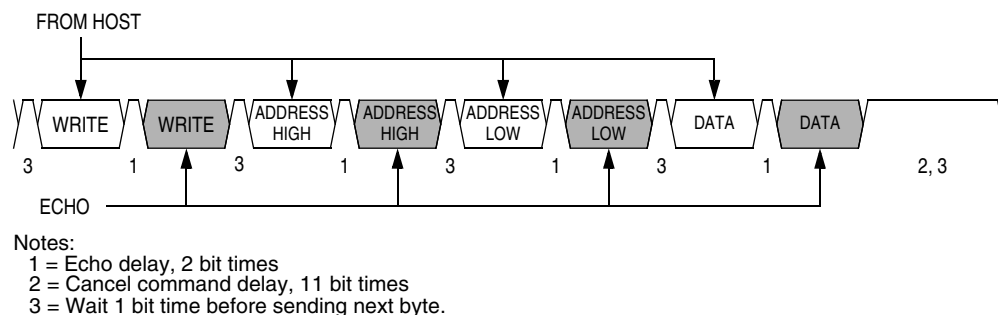 FROM HOST
WRITE WRITE ADDRESS HIGH ADDRESS HIGH ADDRESS LOW ADDRESS LOW DATA DATA
3 1 3 1 3 1 3 1 2, 3
ECHO
Notes:
1 = Echo delay, 2 bit times
2 = Cancel command delay, 11 bit times
3 = Wait 1 bit time before sending next byte.